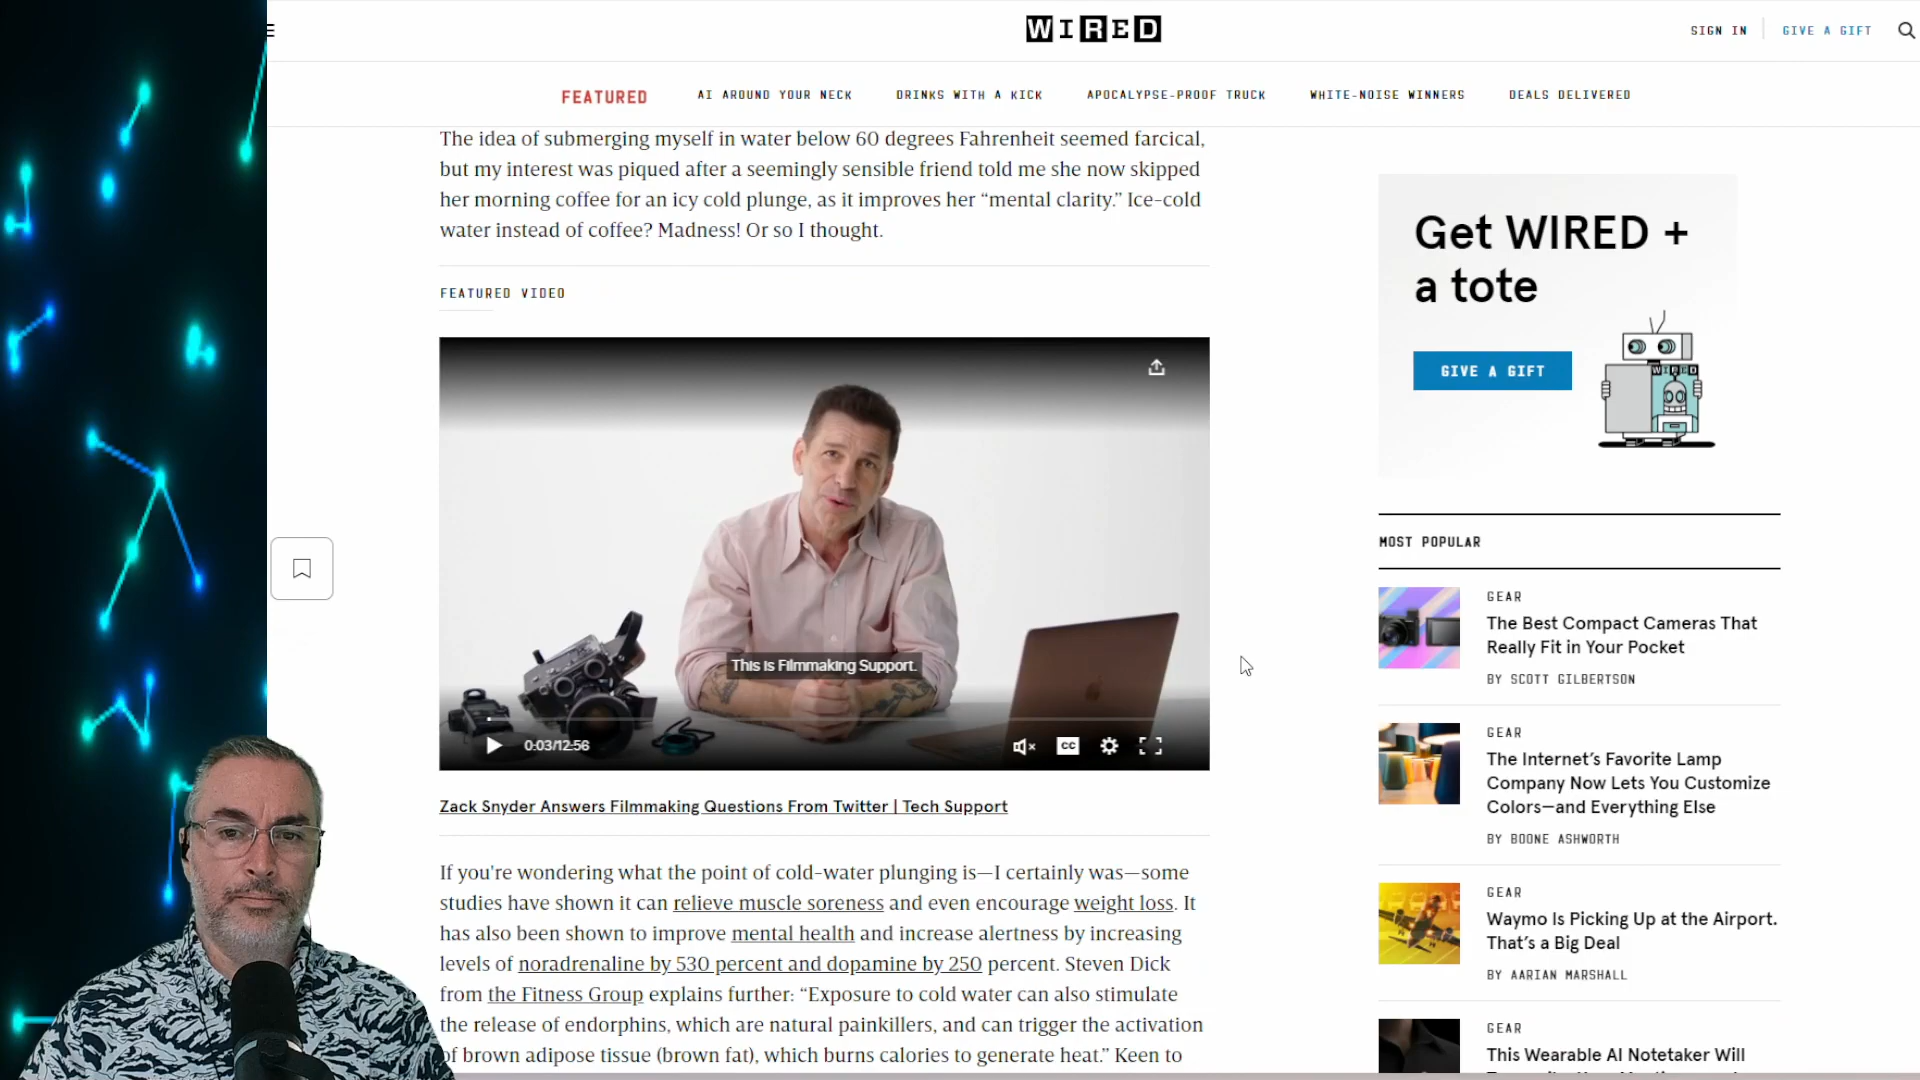 WIRED
SIGN IN
GIVE A GIFT
FEATURED
AI AROUND YOUR NECK
DRINKS WITH A KICK
APOCALYPSE-PROOF TRUCK
WHITE-NOISE WINNERS
DEALS DELIVERED
The idea of submerging myself in water below 60 degrees Fahrenheit seemed farcical,
but my interest was piqued after a seemingly sensible friend told me she now skipped
her morning coffee for an icy cold plunge, as it improves her “mental clarity.” Ice-cold
water instead of coffee? Madness! Or so I thought.
FEATURED VIDEO
This is Filmmaking Support.
0:03/12:56
CC
Zack Snyder Answers Filmmaking Questions From Twitter | Tech Support
If you're wondering what the point of cold-water plunging is—I certainly was—some
studies have shown it can relieve muscle soreness and even encourage weight loss. It
has also been shown to improve mental health and increase alertness by increasing
levels of noradrenaline by 530 percent and dopamine by 250 percent. Steven Dick
from the Fitness Group explains further: “Exposure to cold water can also stimulate
the release of endorphins, which are natural painkillers, and can trigger the activation
of brown adipose tissue (brown fat), which burns calories to generate heat.” Keen to
Get WIRED +
a tote
GIVE A GIFT
WIRED
MOST POPULAR
GEAR
The Best Compact Cameras That
Really Fit in Your Pocket
BY SCOTT GILBERTSON
GEAR
The Internet’s Favorite Lamp
Company Now Lets You Customize
Colors—and Everything Else
BY BOONE ASHWORTH
GEAR
Waymo Is Picking Up at the Airport.
That’s a Big Deal
BY AARIAN MARSHALL
GEAR
This Wearable AI Notetaker Will